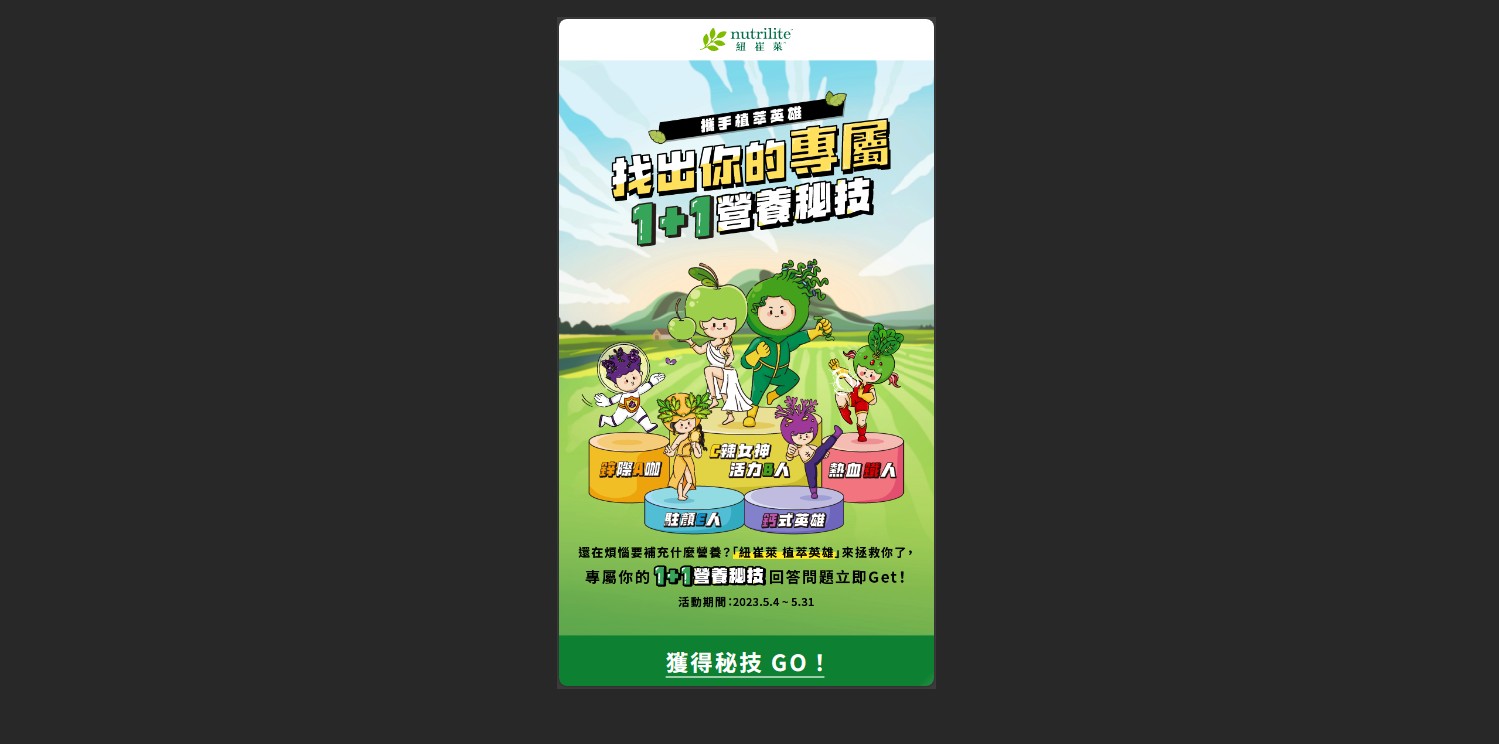 nutrilite
紐崔萊
攜手植萃英雄
找出你的專屬
1+1營養秘技
鋅際A咖
C辣女神
活力B人
熱血鐵人
駐顏E人
鈣式英雄
還在煩惱要補充什麼營養？「紐崔萊 植萃英雄」來拯救你了，
專屬你的1+1營養秘技回答問題立即Get！
活動期間：2023.5.4 ~ 5.31
獲得秘技 GO！